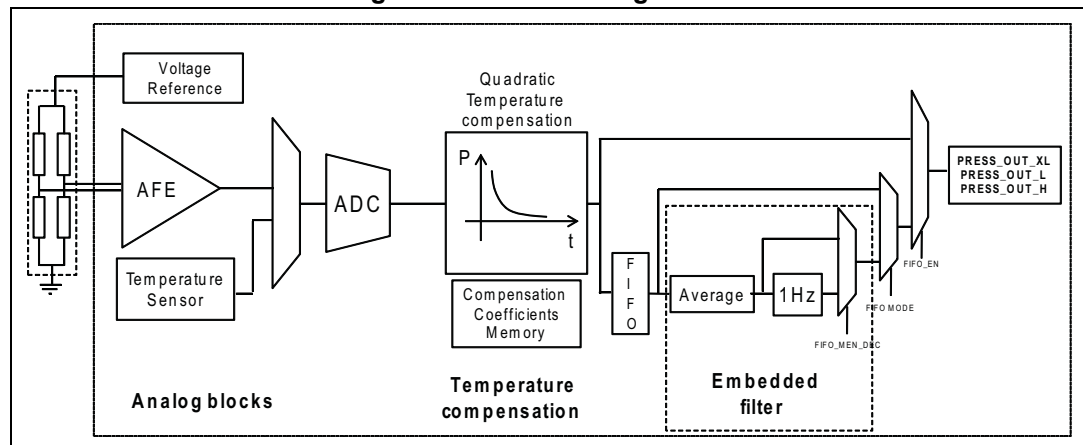 Voltage
Reference
Quadratic
Temperature
compensation
P
t
AFE
ADC
Temperature
Sensor
Compensation
Coefficients
Memory
F
I
F
O
Average
1Hz
FIFO_MEN_DEC
FIFO MODE
FIFO_EN
PRESS_OUT_XL
PRESS_OUT_L
PRESS_OUT_H
Analog blocks
Temperature
compensation
Embedded
filter